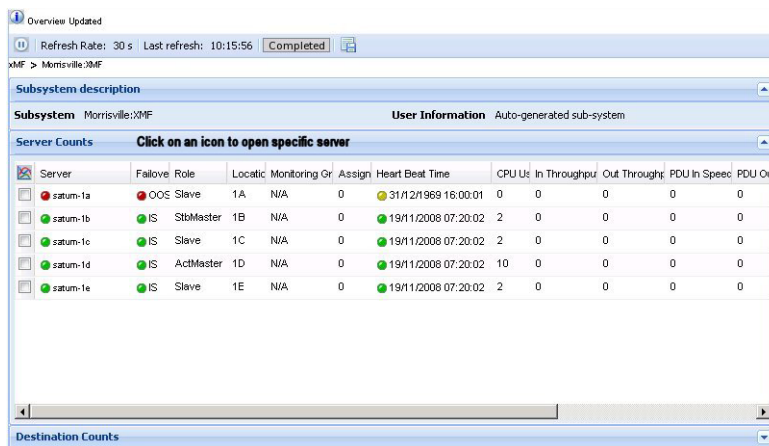 Overview Updated
Refresh Rate: 30 s Last refresh: 10:15:56 Completed
xMF > Morrisville:XMF
Subsystem description
Subsystem Morrisville:XMF User Information Auto-generated sub-system
Server Counts Click on an icon to open specific server
Server Failove Role Locatic Monitoring Gr Assign Heart Beat Time CPU Us In Throughpu Out Throughp PDU In Speec PDU Ou
saturn-1a OOS Slave 1A N/A 0 31/12/1969 16:00:01 0 0 0 0 0
saturn-1b IS StbMaster 1B N/A 0 19/11/2008 07:20:02 2 0 0 0 0
saturn-1c IS Slave 1C N/A 0 19/11/2008 07:20:02 2 0 0 0 0
saturn-1d IS ActMaster 1D N/A 0 19/11/2008 07:20:02 10 0 0 0 0
saturn-1e IS Slave 1E N/A 0 19/11/2008 07:20:02 2 0 0 0 0
Destination Counts